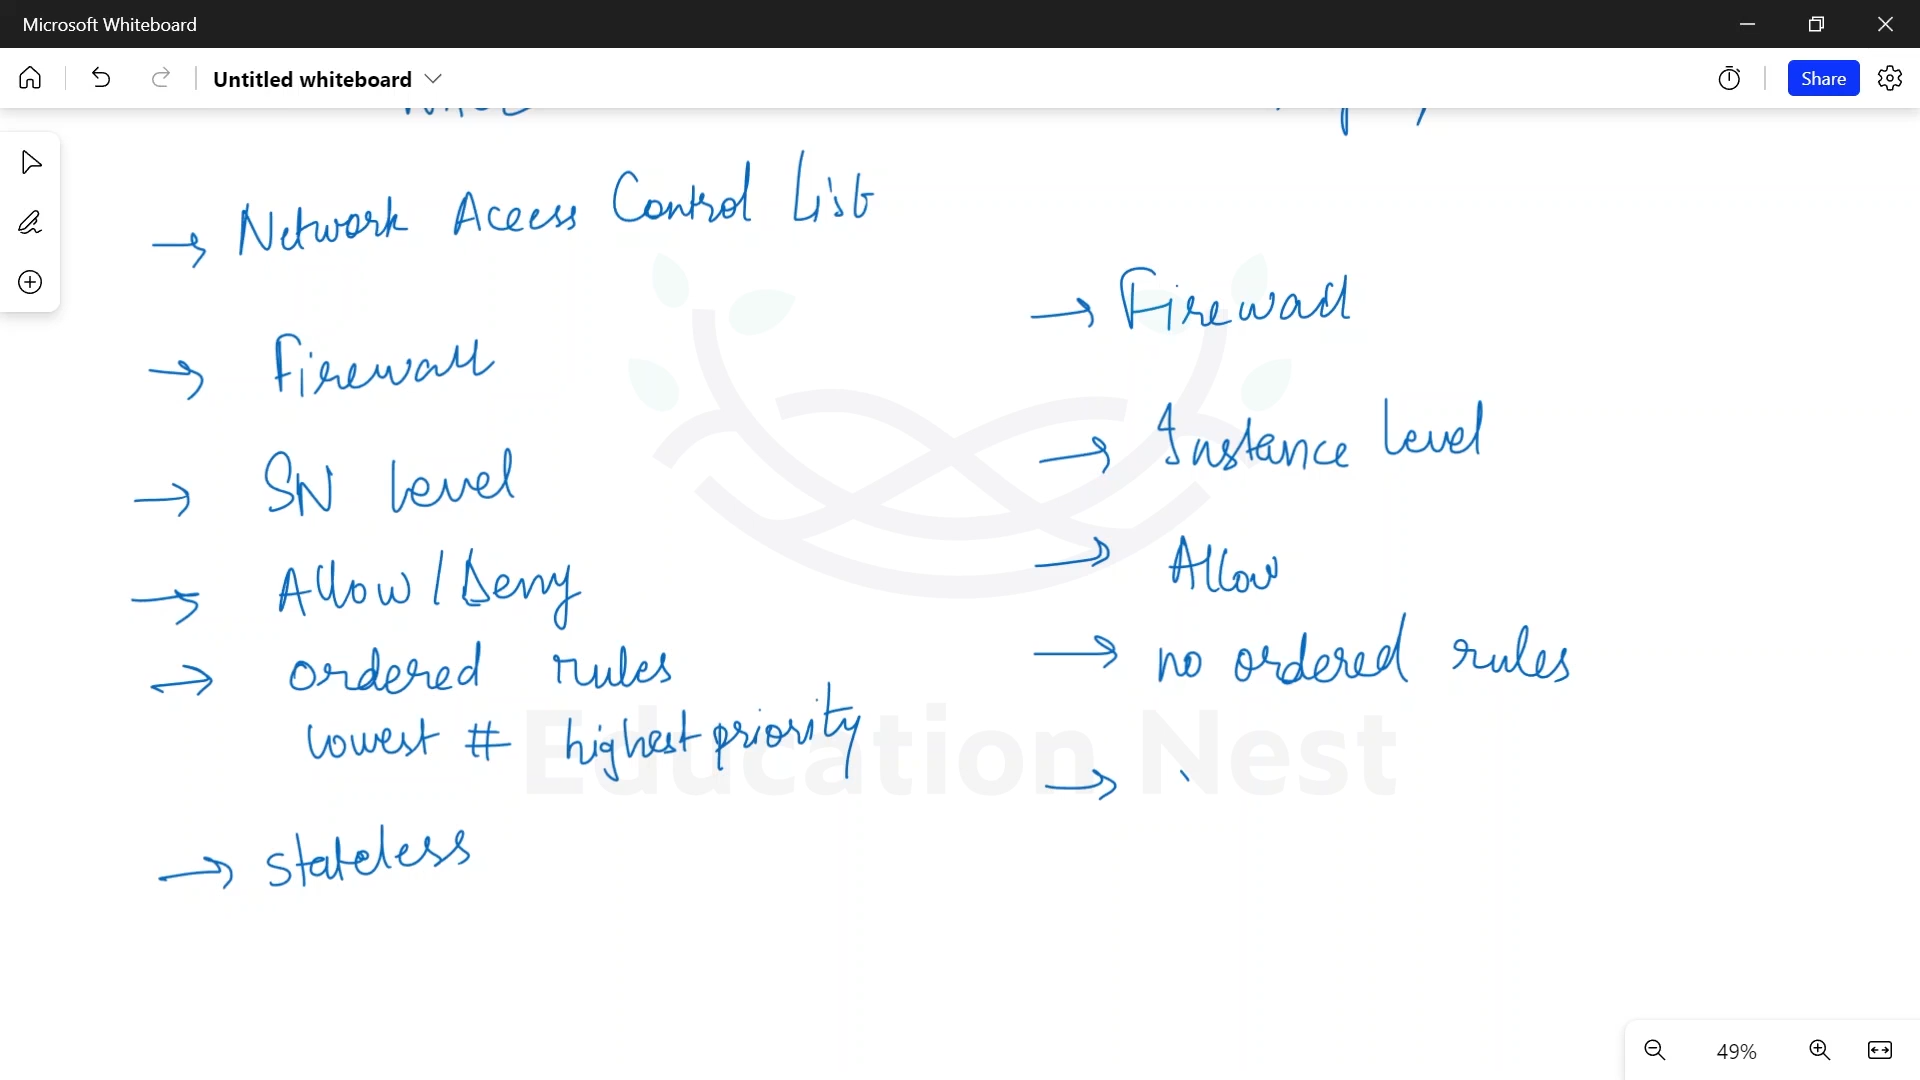 Microsoft Whiteboard
Untitled whiteboard
Share
→ Network Access Control List
→ Firewall
→ SN level
→ Allow / Deny
→ ordered rules
lowest # highest priority
→ stateless
→ Firewall
→ Instance level
→ Allow
→ no ordered rules
→
Education Nest
49%